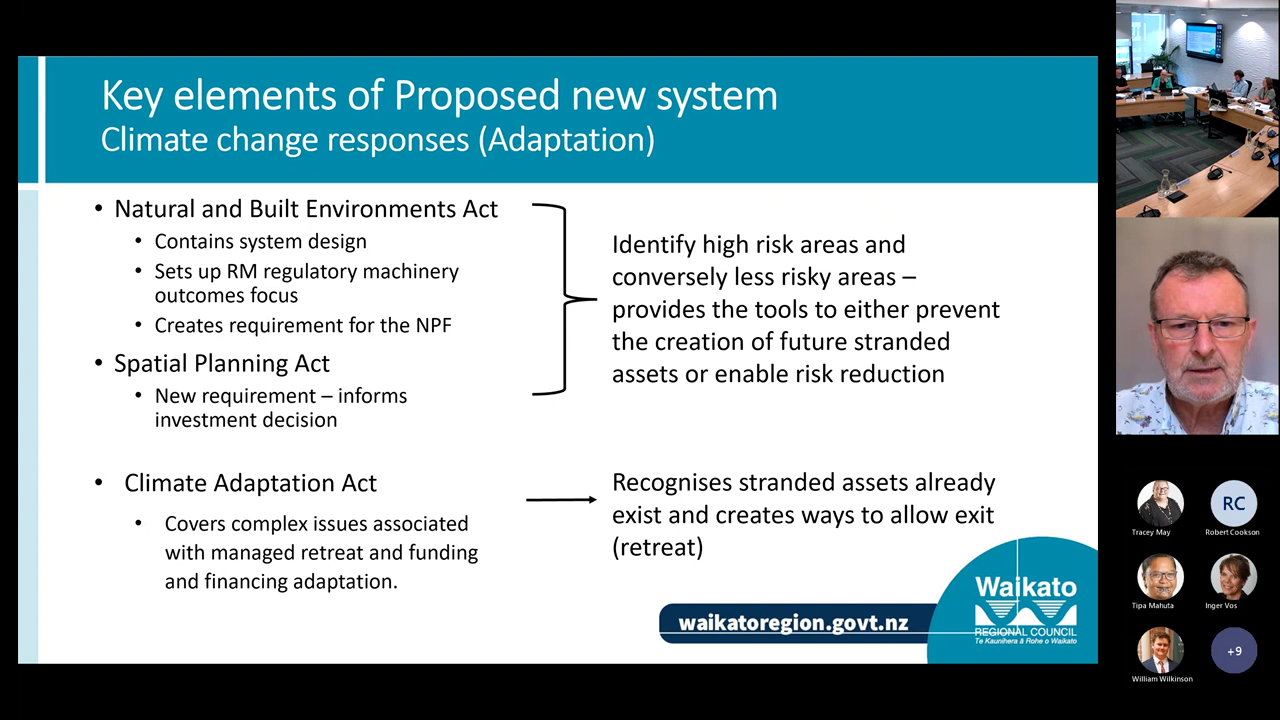 Key elements of Proposed new system
Climate change responses (Adaptation)
• Natural and Built Environments Act
• Contains system design
• Sets up RM regulatory machinery
outcomes focus
• Creates requirement for the NPF
• Spatial Planning Act
• New requirement – informs
investment decision
Identify high risk areas and
conversely less risky areas –
provides the tools to either prevent
the creation of future stranded
assets or enable risk reduction
• Climate Adaptation Act
• Covers complex issues associated
with managed retreat and funding
and financing adaptation.
Recognises stranded assets already
exist and creates ways to allow exit
(retreat)
waikatoregion.govt.nz
Waikato
REGIONAL COUNCIL
Te Kaunihera ā Rohe o Waikato
RC
Tracey May
Robert Cookson
Tipa Mahuta
Inger Vos
+9
William Wilkinson